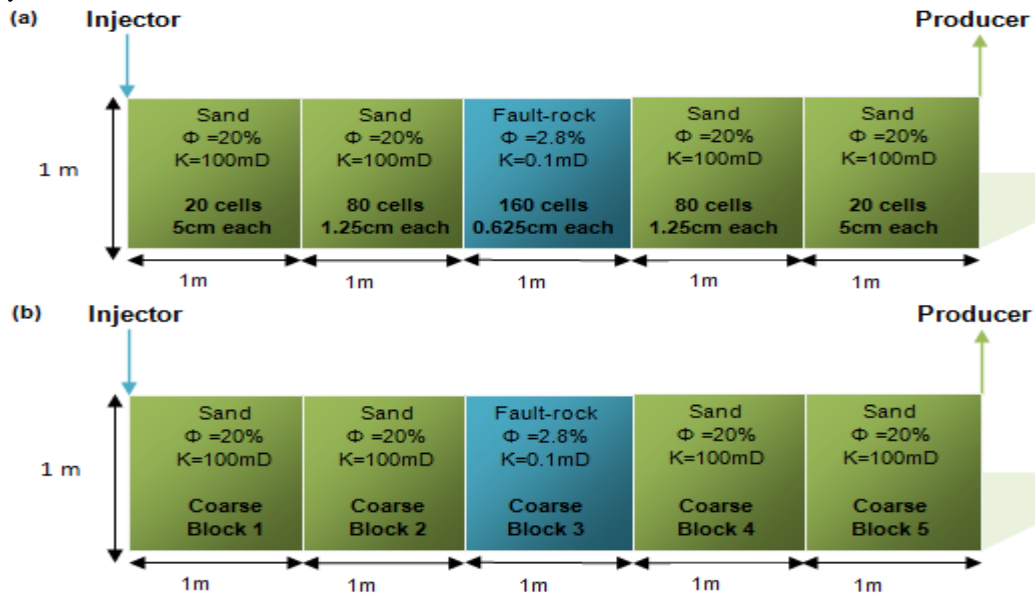 (a)
Injector
Producer
1 m
Sand
Φ =20%
K=100mD
20 cells
5cm each
Sand
Φ =20%
K=100mD
80 cells
1.25cm each
Fault-rock
Φ =2.8%
K=0.1mD
160 cells
0.625cm each
Sand
Φ =20%
K=100mD
80 cells
1.25cm each
Sand
Φ =20%
K=100mD
20 cells
5cm each
1m
1m
1m
1m
1m
(b)
Injector
Producer
1 m
Sand
Φ =20%
K=100mD
Coarse
Block 1
Sand
Φ =20%
K=100mD
Coarse
Block 2
Fault-rock
Φ =2.8%
K=0.1mD
Coarse
Block 3
Sand
Φ =20%
K=100mD
Coarse
Block 4
Sand
Φ =20%
K=100mD
Coarse
Block 5
1m
1m
1m
1m
1m